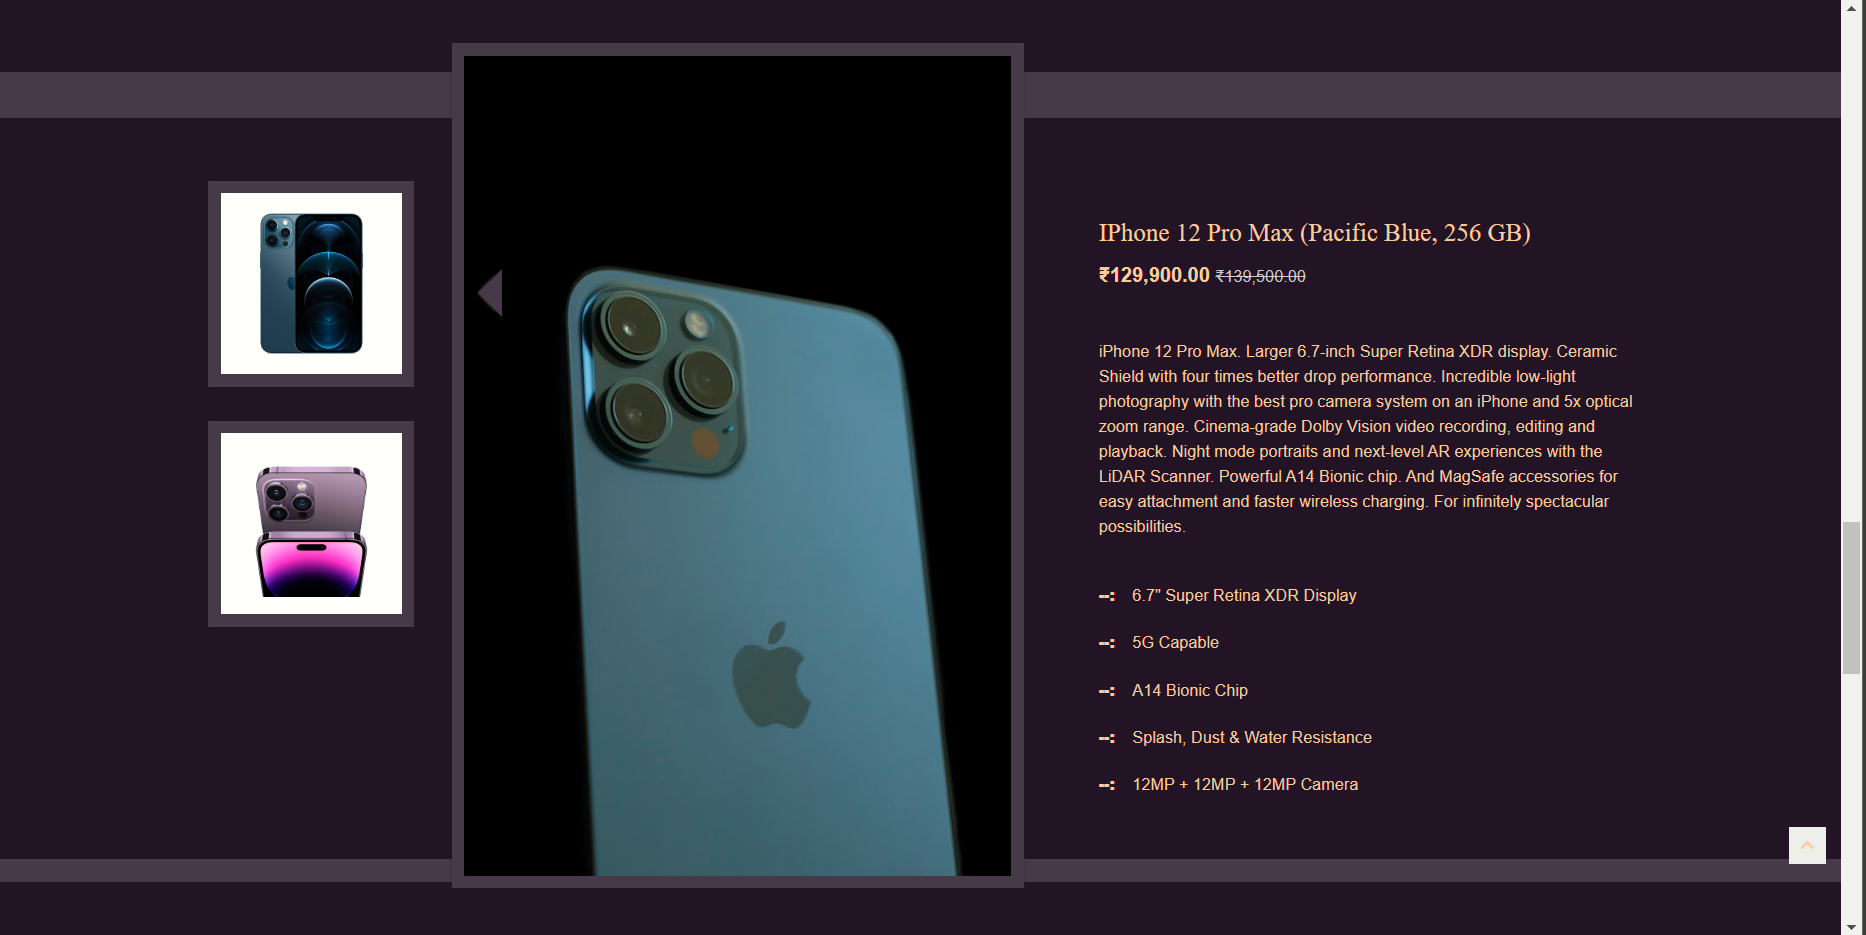 IPhone 12 Pro Max (Pacific Blue, 256 GB)
₹129,900.00 ₹139,500.00
iPhone 12 Pro Max. Larger 6.7-inch Super Retina XDR display. Ceramic
Shield with four times better drop performance. Incredible low-light
photography with the best pro camera system on an iPhone and 5x optical
zoom range. Cinema-grade Dolby Vision video recording, editing and
playback. Night mode portraits and next-level AR experiences with the
LiDAR Scanner. Powerful A14 Bionic chip. And MagSafe accessories for
easy attachment and faster wireless charging. For infinitely spectacular
possibilities.
--: 6.7" Super Retina XDR Display
--: 5G Capable
--: A14 Bionic Chip
--: Splash, Dust & Water Resistance
--: 12MP + 12MP + 12MP Camera